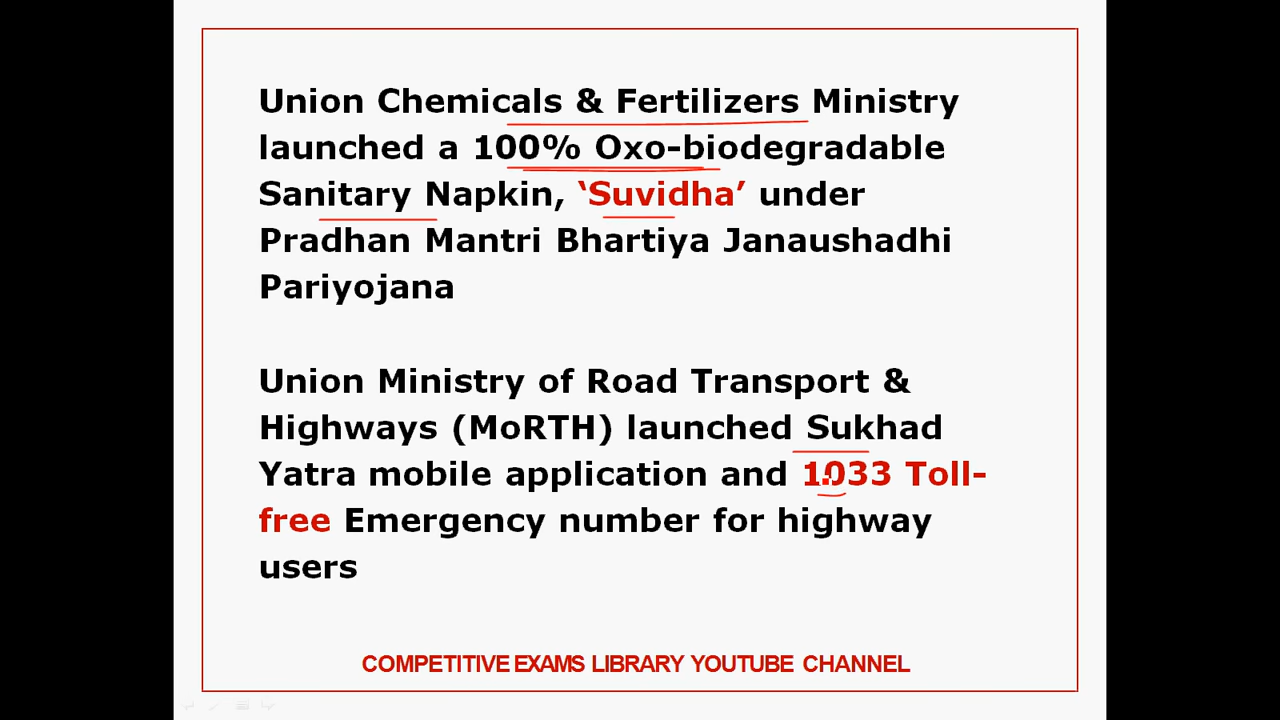 Union Chemicals & Fertilizers Ministry
launched a 100% Oxo-biodegradable
Sanitary Napkin, ‘Suvidha’ under
Pradhan Mantri Bhartiya Janaushadhi
Pariyojana
Union Ministry of Road Transport &
Highways (MoRTH) launched Sukhad
Yatra mobile application and 1033 Toll-
free Emergency number for highway
users
COMPETITIVE EXAMS LIBRARY YOUTUBE CHANNEL